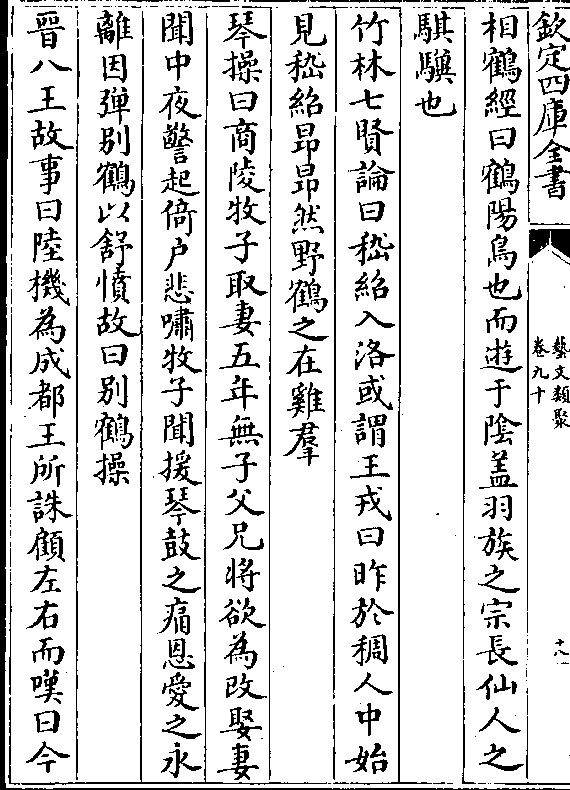 欽定四庫全書
藝文類聚
卷九十
十八
相鶴經曰鶴陽鳥也而遊于陰盖羽族之宗長仙人之
騏驥也
竹林七賢論曰嵇紹入洛或謂王戎曰昨於稠人中始
見嵇紹昂昂然野鶴之在雞羣
琴操曰商陵牧子取妻五年無子父兄將欲為改娶妻
聞中夜驚起倚户悲嘯牧子聞援琴鼓之痛恩愛之永
離因弹别鶴以舒憤故曰别鶴操
晉八王故事曰陸機為成都王所誅顧左右而嘆曰今